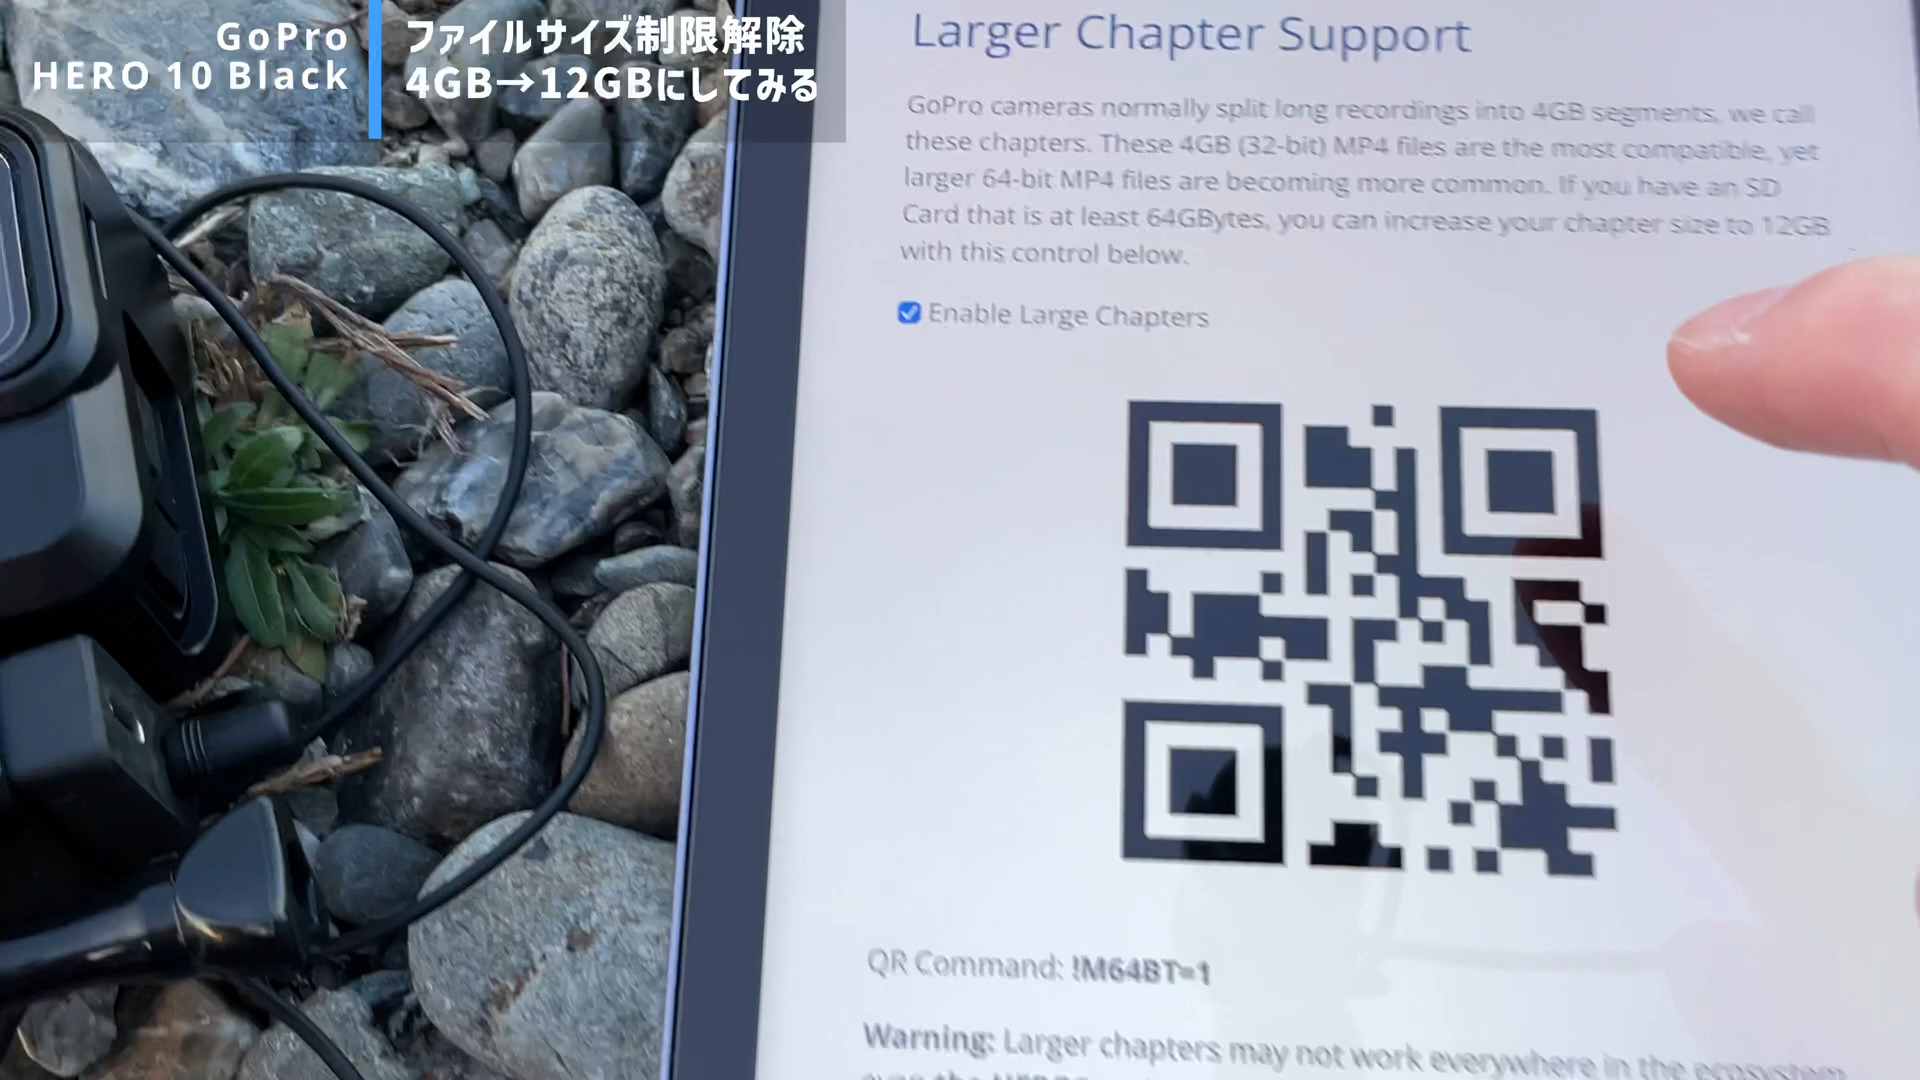 GoPro
HERO 10 Black
ファイルサイズ制限解除
4GB→12GBにしてみる
Larger Chapter Support
GoPro cameras normally split long recordings into 4GB segments, we call
these chapters. These 4GB (32-bit) MP4 files are the most compatible, yet
larger 64-bit MP4 files are becoming more common. If you have an SD
Card that is at least 64GBytes, you can increase your chapter size to 12GB
with this control below.
Enable Large Chapters
QR Command: !M64BT=1
Warning: Larger chapters may not work everywhere in the ecosystem
even the